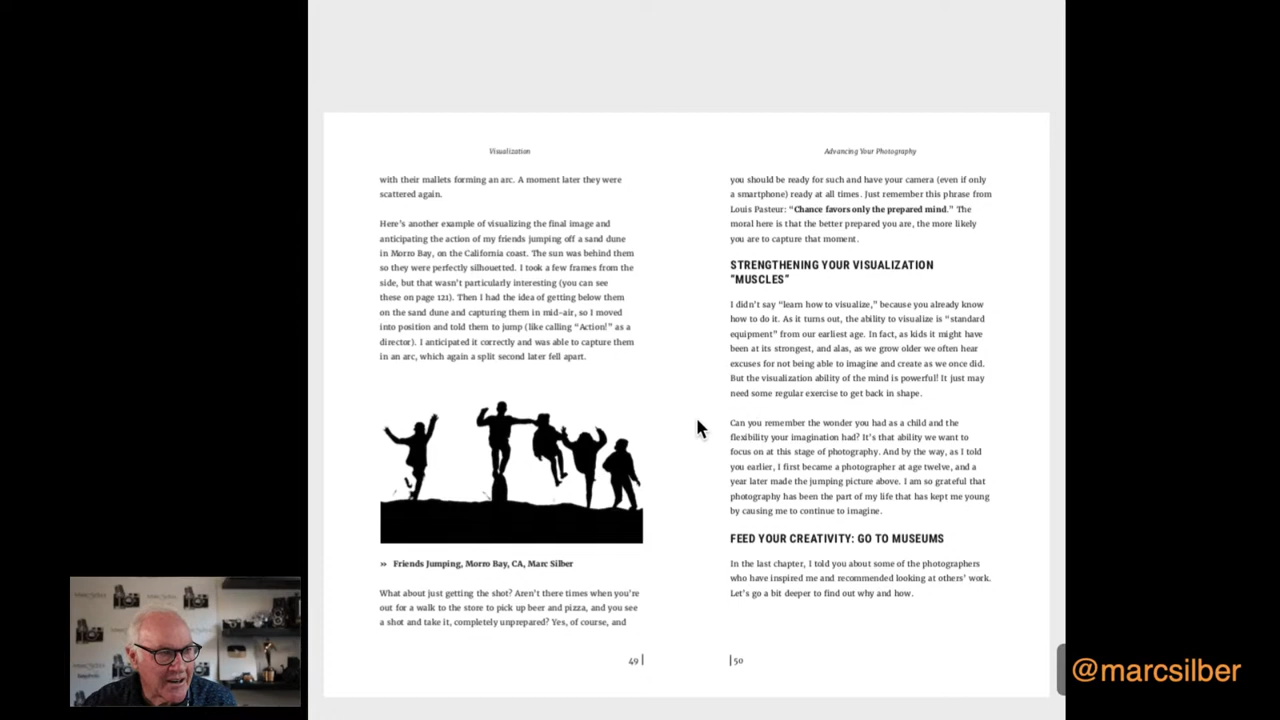 Visualization
with their mallets forming an arc. A moment later they were
scattered again.
Here's another example of visualizing the final image and
anticipating the action of my friends jumping off a sand dune
in Morro Bay, on the California coast. The sun was behind them
so they were perfectly silhouetted. I took a few frames from the
side, but that wasn't particularly interesting (you can see
these on page 121). Then I had the idea of getting below them
on the sand dune and capturing them in mid-air, so I moved
into position and told them to jump (like calling “Action!” as a
director). I anticipated it correctly and was able to capture them
in an arc, which again a split second later fell apart.
» Friends Jumping, Morro Bay, CA, Marc Silber
What about just getting the shot? Aren't there times when you're
out for a walk to the store to pick up beer and pizza, and you see
a shot and take it, completely unprepared? Yes, of course, and
49
Advancing Your Photography
you should be ready for such and have your camera (even if only
a smartphone) ready at all times. Just remember this phrase from
Louis Pasteur: “Chance favors only the prepared mind.” The
moral here is that the better prepared you are, the more likely
you are to capture that moment.
STRENGTHENING YOUR VISUALIZATION
“MUSCLES”
I didn't say “learn how to visualize,” because you already know
how to do it. As it turns out, the ability to visualize is “standard
equipment” from our earliest age. In fact, as kids it might have
been at its strongest, and alas, as we grow older we often hear
excuses for not being able to imagine and create as we once did.
But the visualization ability of the mind is powerful! It just may
need some regular exercise to get back in shape.
Can you remember the wonder you had as a child and the
flexibility your imagination had? It's that ability we want to
focus on at this stage of photography. And by the way, as I told
you earlier, I first became a photographer at age twelve, and a
year later made the jumping picture above. I am so grateful that
photography has been the part of my life that has kept me young
by causing me to continue to imagine.
FEED YOUR CREATIVITY: GO TO MUSEUMS
In the last chapter, I told you about some of the photographers
who have inspired me and recommended looking at others' work.
Let's go a bit deeper to find out why and how.
50
@marcsilber